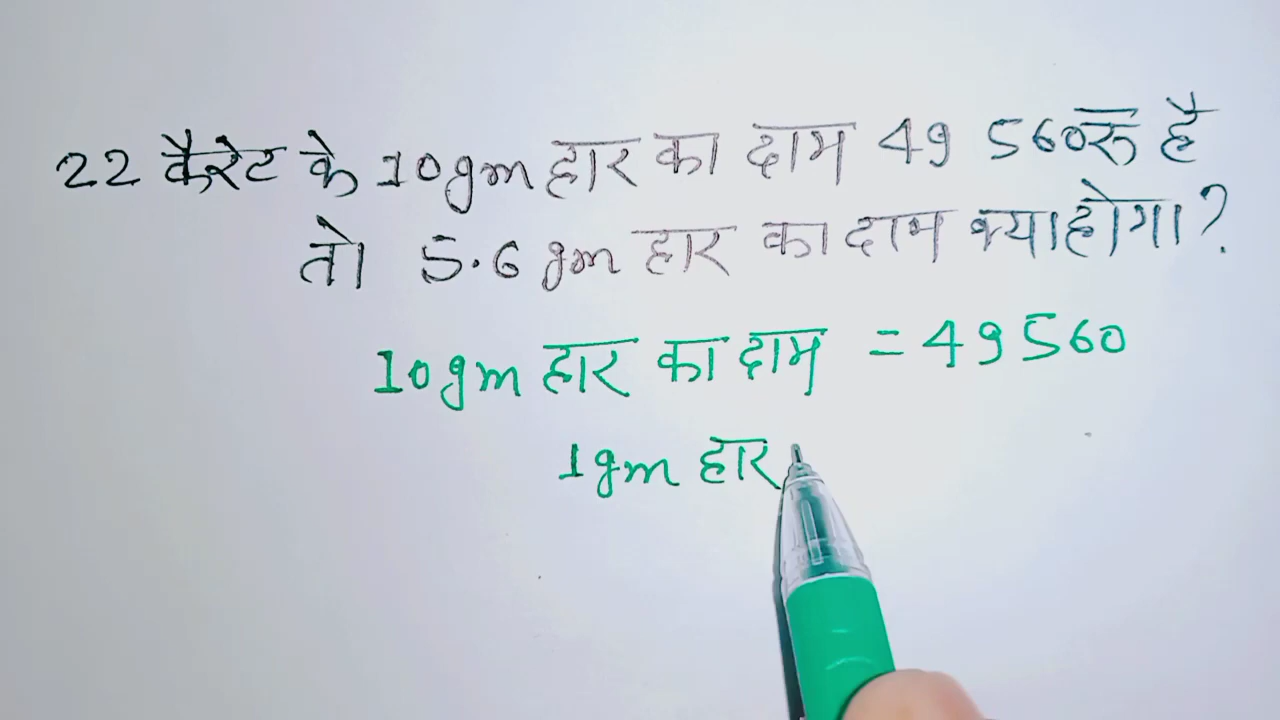 22 कैरेट के 10gm हार का दाम 49 560रू है
तो 5.6 gm हार का दाम क्या होगा?
10gm हार का दाम = 49560
1gm हार